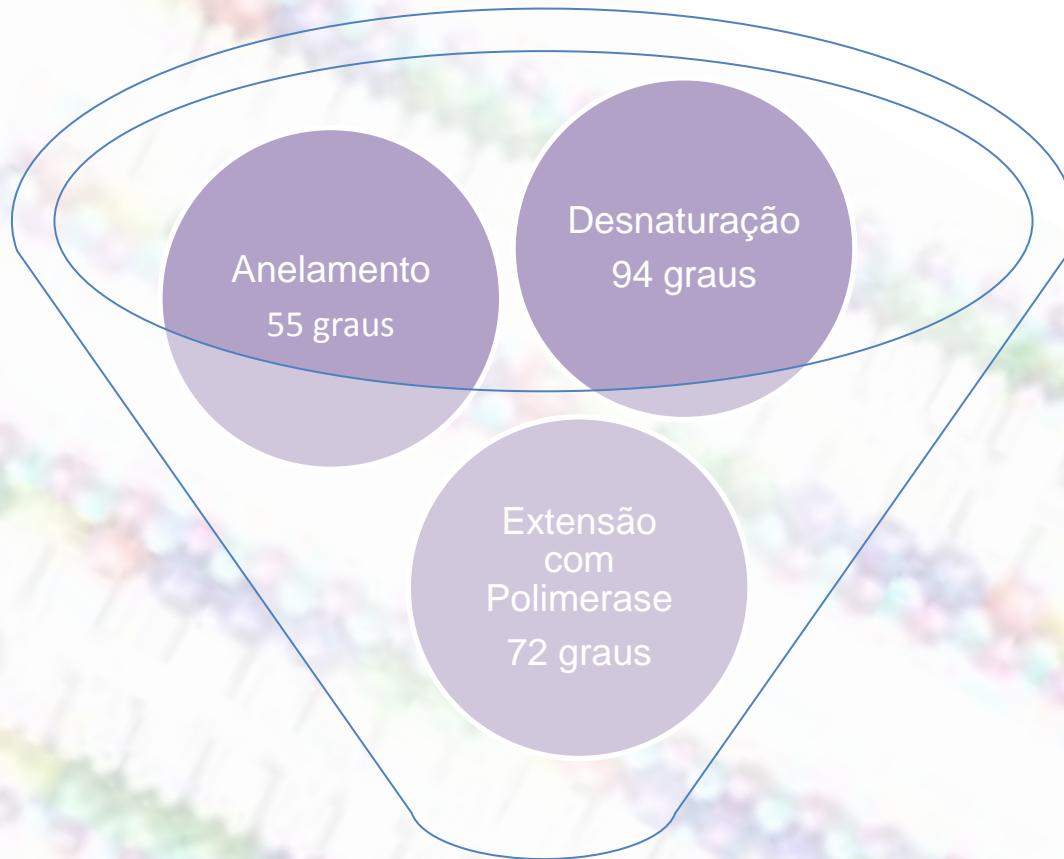 Anelamento
55 graus
Desnaturação
94 graus
Extensão
com
Polimerase
72 graus